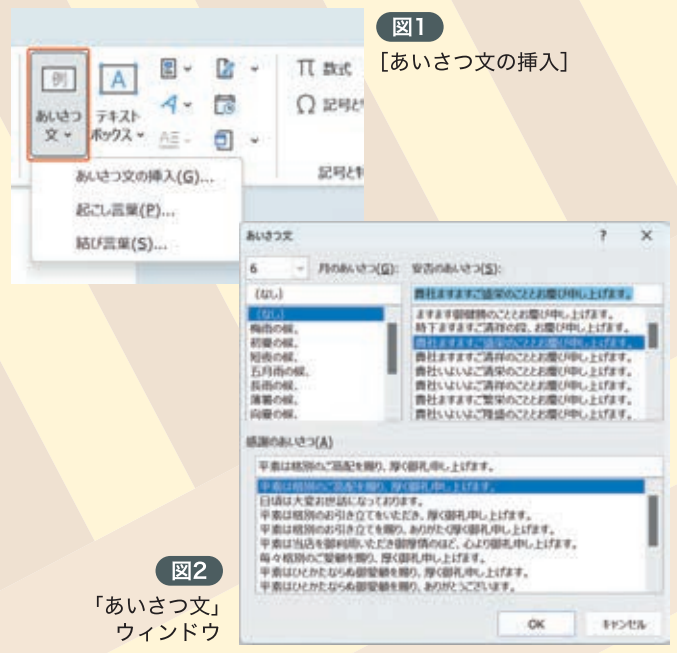 図1
[あいさつ文の挿入]
例
あいさつ
文
A
テキスト
ボックス
π 数式
Ω 記号と
記号と特
あいさつ文の挿入(G)...
起こし言葉(P)...
結び言葉(S)...
あいさつ文
? ×
6
月のあいさつ(G):
安否のあいさつ(S):
(なし)
貴社ますますご盛栄のこととお慶び申し上げます。
(なし)
梅雨の候、
初夏の候、
短夜の候、
五月雨の候、
長雨の候、
薄暑の候、
向暑の候、
ますます御健勝のこととお慶び申し上げます。
時下ますますご清祥の段、お慶び申し上げます。
貴社ますますご盛栄のこととお慶び申し上げます。
貴社ますますご清祥のこととお慶び申し上げます。
貴社いよいよご清栄のこととお慶び申し上げます。
貴社いよいよご清祥のこととお慶び申し上げます。
貴社ますますご繁栄のこととお慶び申し上げます。
貴社いよいよご隆盛のこととお慶び申し上げます。
感謝のあいさつ(A)
平素は格別のご高配を賜り、厚く御礼申し上げます。
平素は格別のご高配を賜り、厚く御礼申し上げます。
日頃は大変お世話になっております。
平素は格別のお引き立てをいただき、厚く御礼申し上げます。
平素は格別のお引き立てを賜り、ありがたく厚く御礼申し上げます。
平素は当店を御利用いただき御厚情のほど、心より御礼申し上げます。
毎々格別のご愛顧を賜り、厚く御礼申し上げます。
平素はひとかたならぬ御愛顧を賜り、厚く御礼申し上げます。
平素はひとかたならぬ御愛顧を賜り、ありがとうございます。
OK
キャンセル
図2
「あいさつ文」
ウィンドウ